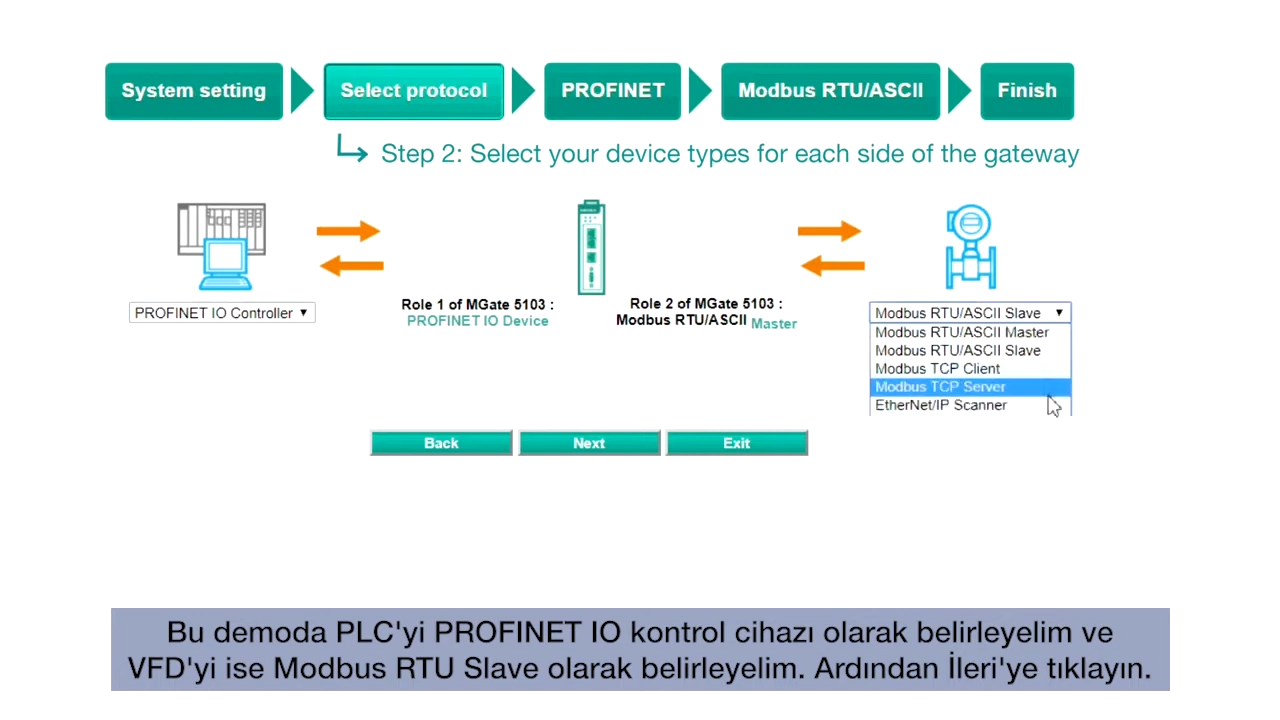 System setting
Select protocol
PROFINET
Modbus RTU/ASCII
Finish
Step 2: Select your device types for each side of the gateway
PROFINET IO Controller
Role 1 of MGate 5103 :
PROFINET IO Device
Role 2 of MGate 5103 :
Modbus RTU/ASCII Master
Modbus RTU/ASCII Slave
Modbus RTU/ASCII Master
Modbus RTU/ASCII Slave
Modbus TCP Client
Modbus TCP Server
EtherNet/IP Scanner
Back
Next
Exit
Bu demoda PLC'yi PROFINET IO kontrol cihazı olarak belirleyelim ve
VFD'yi ise Modbus RTU Slave olarak belirleyelim. Ardından İleri'ye tıklayın.